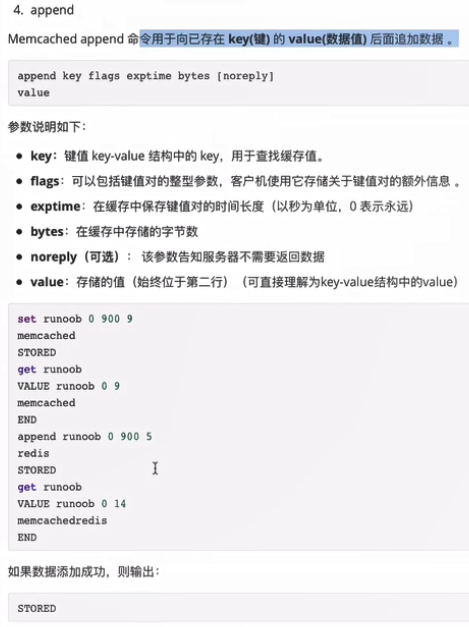 4. append
Memcached append 命令用于向已存在 key(键) 的 value(数据值) 后面追加数据 。
append key flags exptime bytes [noreply]
value
参数说明如下：
• key：键值 key-value 结构中的 key，用于查找缓存值。
• flags：可以包括键值对的整型参数，客户机使用它存储关于键值对的额外信息 。
• exptime：在缓存中保存键值对的时间长度（以秒为单位，0 表示永远）
• bytes：在缓存中存储的字节数
• noreply（可选）： 该参数告知服务器不需要返回数据
• value：存储的值（始终位于第二行）（可直接理解为key-value结构中的value）
set runoob 0 900 9
memcached
STORED
get runoob
VALUE runoob 0 9
memcached
END
append runoob 0 900 5
redis
STORED
get runoob
VALUE runoob 0 14
memcachedredis
END
如果数据添加成功，则输出：
STORED